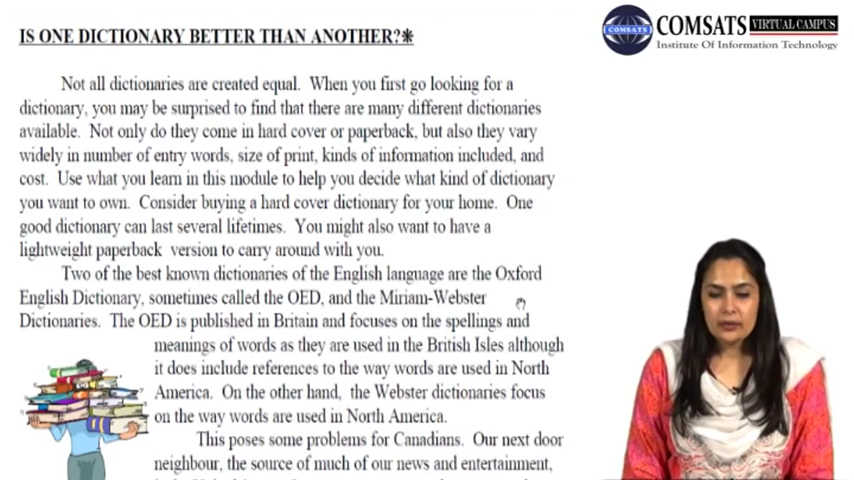 IS ONE DICTIONARY BETTER THAN ANOTHER?*
COMSATS VIRTUAL CAMPUS
COMSATS
Institute Of Information Technology
Not all dictionaries are created equal. When you first go looking for a
dictionary, you may be surprised to find that there are many different dictionaries
available. Not only do they come in hard cover or paperback, but also they vary
widely in number of entry words, size of print, kinds of information included, and
cost. Use what you learn in this module to help you decide what kind of dictionary
you want to own. Consider buying a hard cover dictionary for your home. One
good dictionary can last several lifetimes. You might also want to have a
lightweight paperback version to carry around with you.
Two of the best known dictionaries of the English language are the Oxford
English Dictionary, sometimes called the OED, and the Miriam-Webster
Dictionaries. The OED is published in Britain and focuses on the spellings and
meanings of words as they are used in the British Isles although
it does include references to the way words are used in North
America. On the other hand, the Webster dictionaries focus
on the way words are used in North America.
This poses some problems for Canadians. Our next door
neighbour, the source of much of our news and entertainment,